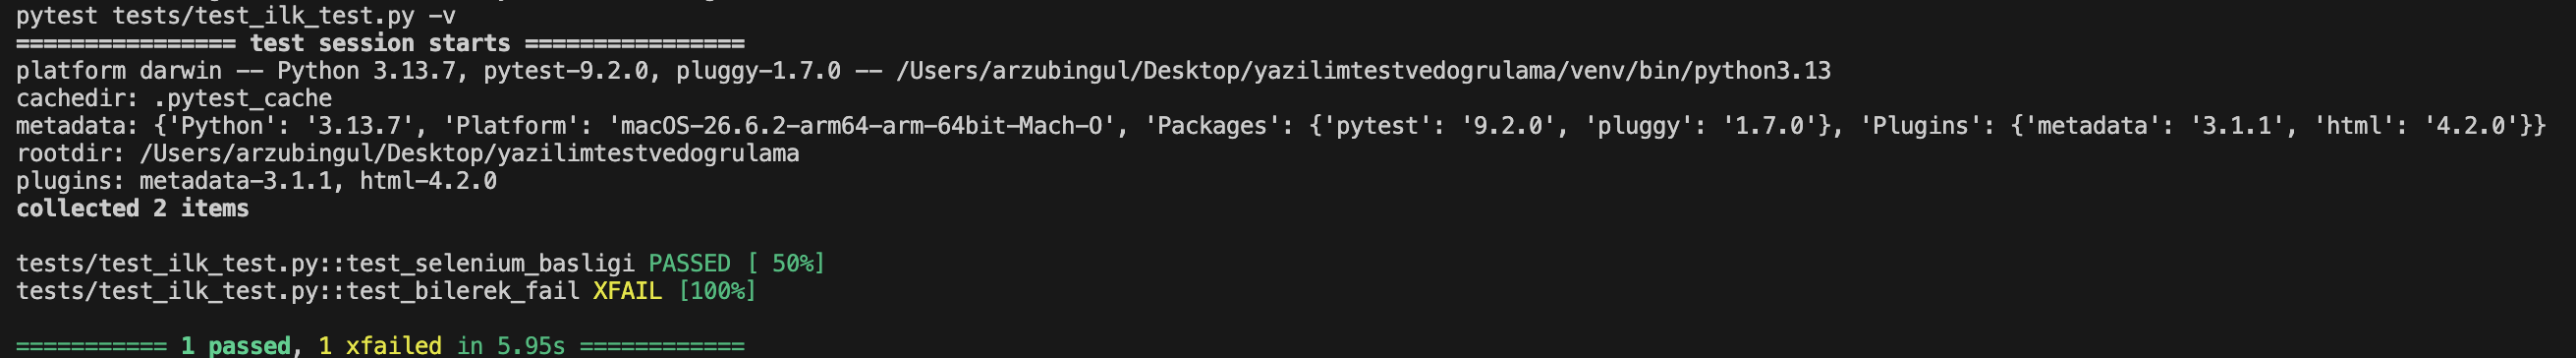 pytest tests/test_ilk_test.py -v
================ test session starts ================
platform darwin -- Python 3.13.7, pytest-9.2.0, pluggy-1.7.0 -- /Users/arzubingul/Desktop/yazilimtestvedogrulama/venv/bin/python3.13
cachedir: .pytest_cache
metadata: {'Python': '3.13.7', 'Platform': 'macOS-26.6.2-arm64-arm-64bit-Mach-O', 'Packages': {'pytest': '9.2.0', 'pluggy': '1.7.0'}, 'Plugins': {'metadata': '3.1.1', 'html': '4.2.0'}}
rootdir: /Users/arzubingul/Desktop/yazilimtestvedogrulama
plugins: metadata-3.1.1, html-4.2.0
collected 2 items
tests/test_ilk_test.py::test_selenium_basligi PASSED [ 50%]
tests/test_ilk_test.py::test_bilerek_fail XFAIL [100%]
=========== 1 passed, 1 xfailed in 5.95s ============